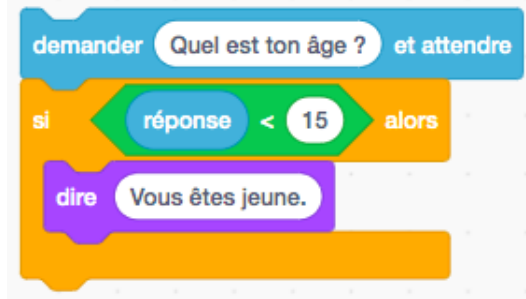 demander Quel est ton âge ? et attendre
si réponse < 15 alors
dire Vous êtes jeune.